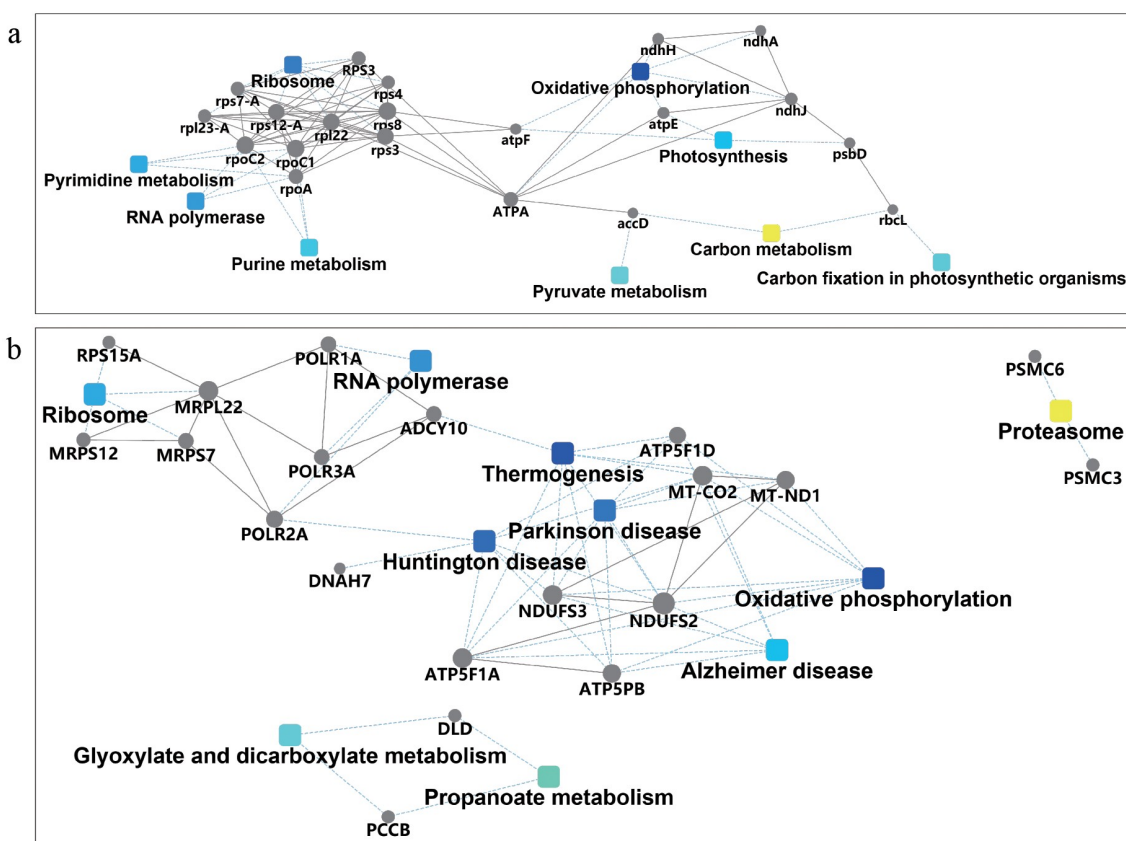 a
ndhA
ndhH
RPS3
Ribosome
Oxidative phosphorylation
rps7-A
rps4
ndhJ
rpl23-A
rps12-A
rpl22
rps8
atpE
atpF
rps3
Photosynthesis
psbD
rpoC2
rpoC1
Pyrimidine metabolism
rpoA
RNA polymerase
ATPA
accD
rbcL
Carbon metabolism
Purine metabolism
Carbon fixation in photosynthetic organisms
Pyruvate metabolism
b
RPS15A
POLR1A
RNA polymerase
PSMC6
Ribosome
MRPL22
ADCY10
Proteasome
MRPS12
MRPS7
POLR3A
ATP5F1D
Thermogenesis
MT-CO2
MT-ND1
PSMC3
POLR2A
Parkinson disease
Huntington disease
DNAH7
Oxidative phosphorylation
NDUFS3
NDUFS2
ATP5F1A
ATP5PB
Alzheimer disease
DLD
Glyoxylate and dicarboxylate metabolism
Propanoate metabolism
PCCB